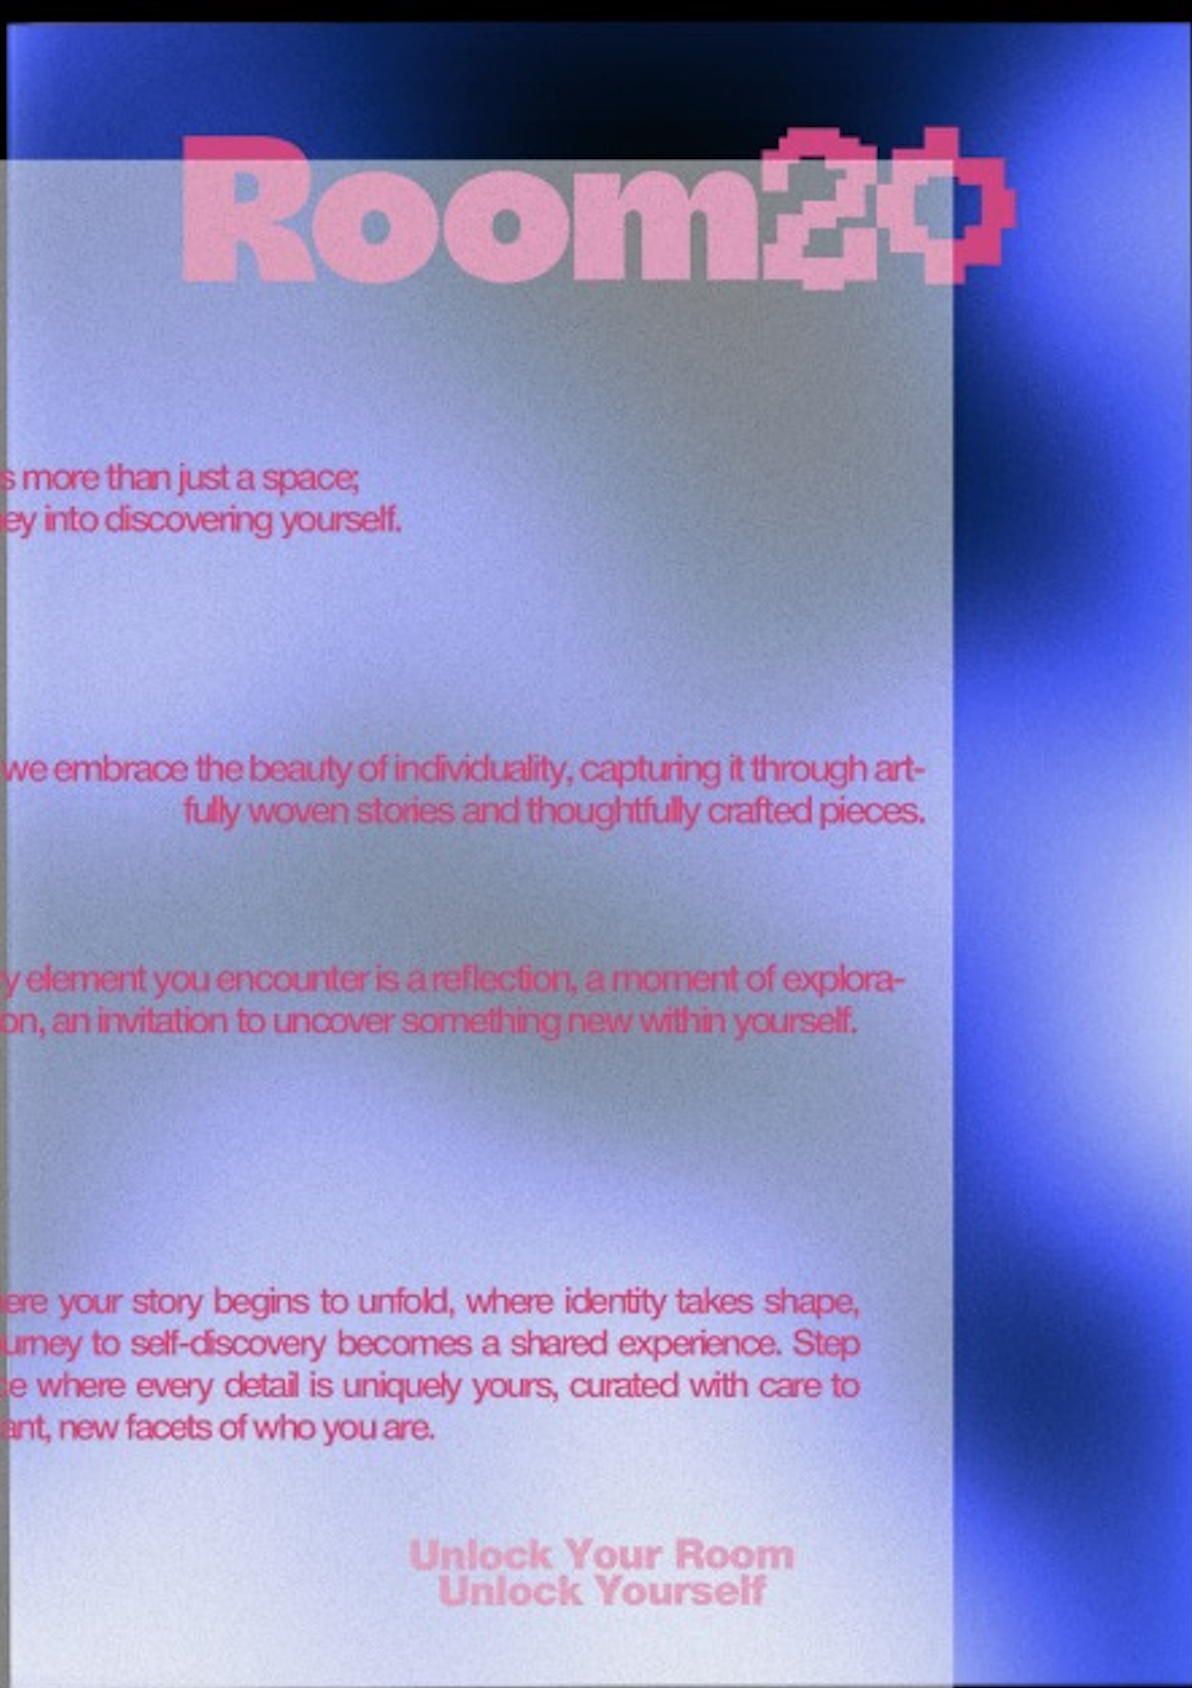 Room20
s more than just a space;
ey into discovering yourself.
we embrace the beauty of individuality, capturing it through art-
fully woven stories and thoughtfully crafted pieces.
y element you encounter is a reflection, a moment of explora-
on, an invitation to uncover something new within yourself.
ere your story begins to unfold, where identity takes shape,
urney to self-discovery becomes a shared experience. Step
ce where every detail is uniquely yours, curated with care to
ant, new facets of who you are.
Unlock Your Room
Unlock Yourself